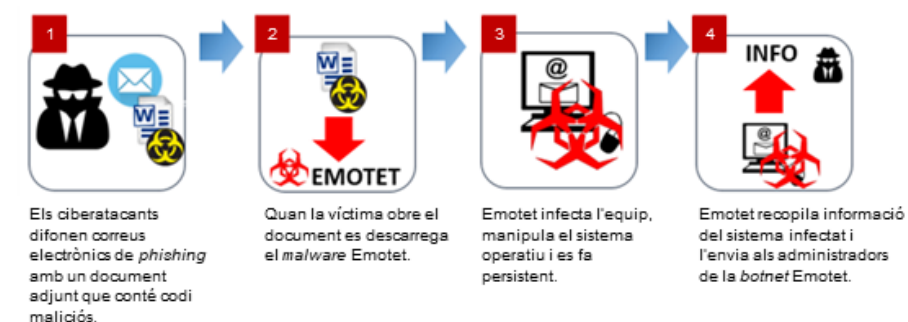 1
2
3
4
W
W
@
INFO
@
EMOTET
Els ciberatacants
difonen correus
electrònics de phishing
amb un document
adjunt que conté codi
maliciós.
Quan la víctima obre el
document es descarrega
el malware Emotet.
Emotet infecta l'equip,
manipula el sistema
operatiu i es fa
persistent.
Emotet recopila informació
del sistema infectat i
l'envia als administradors
de la botnet Emotet.